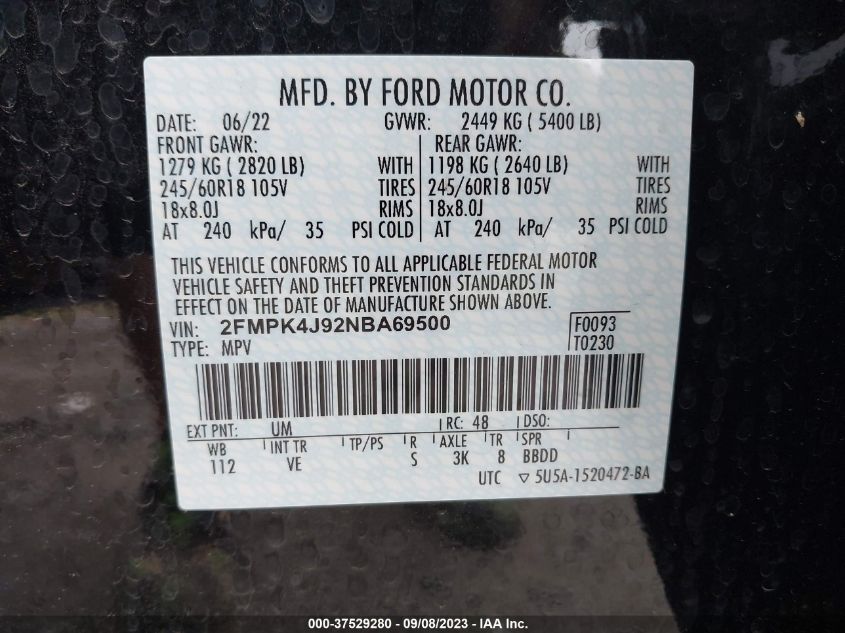 MFD. BY FORD MOTOR CO.
DATE: 06/22 GVWR: 2449 KG ( 5400 LB)
FRONT GAWR: REAR GAWR:
1279 KG ( 2820 LB) WITH 1198 KG ( 2640 LB) WITH
245/60R18 105V TIRES 245/60R18 105V TIRES
18x8.0J RIMS 18x8.0J RIMS
AT 240 kPa/ 35 PSI COLD AT 240 kPa/ 35 PSI COLD
THIS VEHICLE CONFORMS TO ALL APPLICABLE FEDERAL MOTOR
VEHICLE SAFETY AND THEFT PREVENTION STANDARDS IN
EFFECT ON THE DATE OF MANUFACTURE SHOWN ABOVE.
VIN: 2FMPK4J92NBA69500 F0093
TYPE: MPV T0230
EXT PNT: UM RC: 48 DSO:
WB INT TR TP/PS R AXLE TR SPR
112 VE S 3K 8 BBDD
UTC ▽ 5U5A-1520472-BA
000-37529280 - 09/08/2023 - IAA Inc.